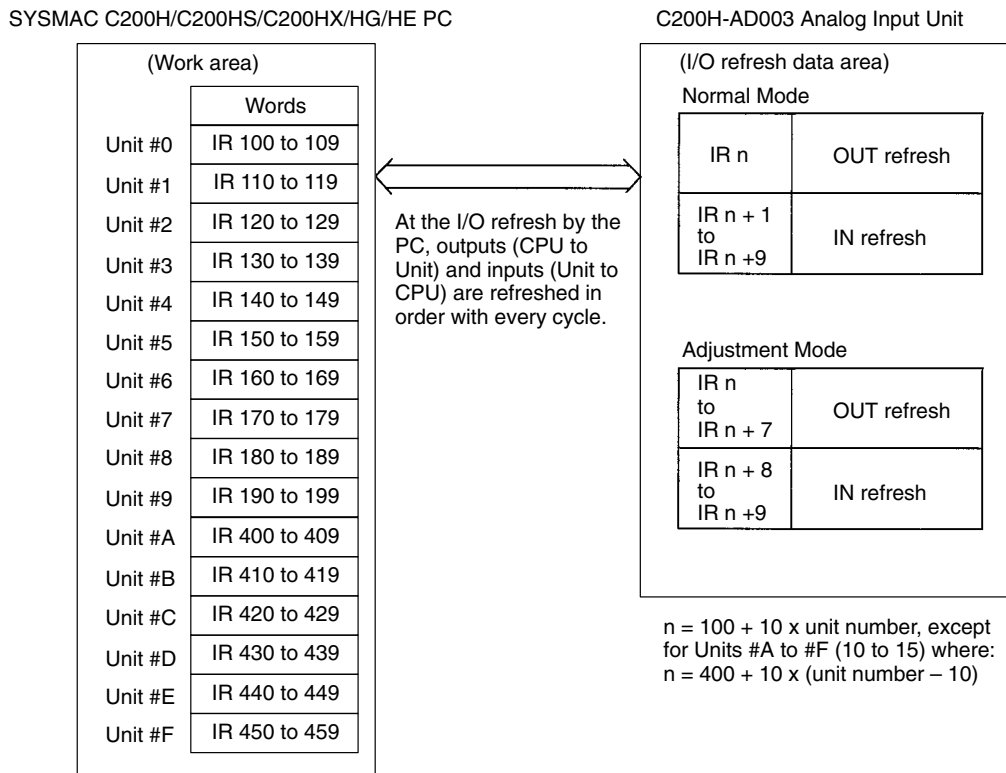 SYSMAC C200H/C200HS/C200HX/HG/HE PC
(Work area)
Words
Unit #0 IR 100 to 109
Unit #1 IR 110 to 119
Unit #2 IR 120 to 129
Unit #3 IR 130 to 139
Unit #4 IR 140 to 149
Unit #5 IR 150 to 159
Unit #6 IR 160 to 169
Unit #7 IR 170 to 179
Unit #8 IR 180 to 189
Unit #9 IR 190 to 199
Unit #A IR 400 to 409
Unit #B IR 410 to 419
Unit #C IR 420 to 429
Unit #D IR 430 to 439
Unit #E IR 440 to 449
Unit #F IR 450 to 459
At the I/O refresh by the
PC, outputs (CPU to
Unit) and inputs (Unit to
CPU) are refreshed in
order with every cycle.
C200H-AD003 Analog Input Unit
(I/O refresh data area)
Normal Mode
IR n OUT refresh
IR n + 1
to
IR n +9
IN refresh
Adjustment Mode
IR n
to
IR n + 7
OUT refresh
IR n + 8
to
IR n +9
IN refresh
n = 100 + 10 x unit number, except
for Units #A to #F (10 to 15) where:
n = 400 + 10 x (unit number – 10)